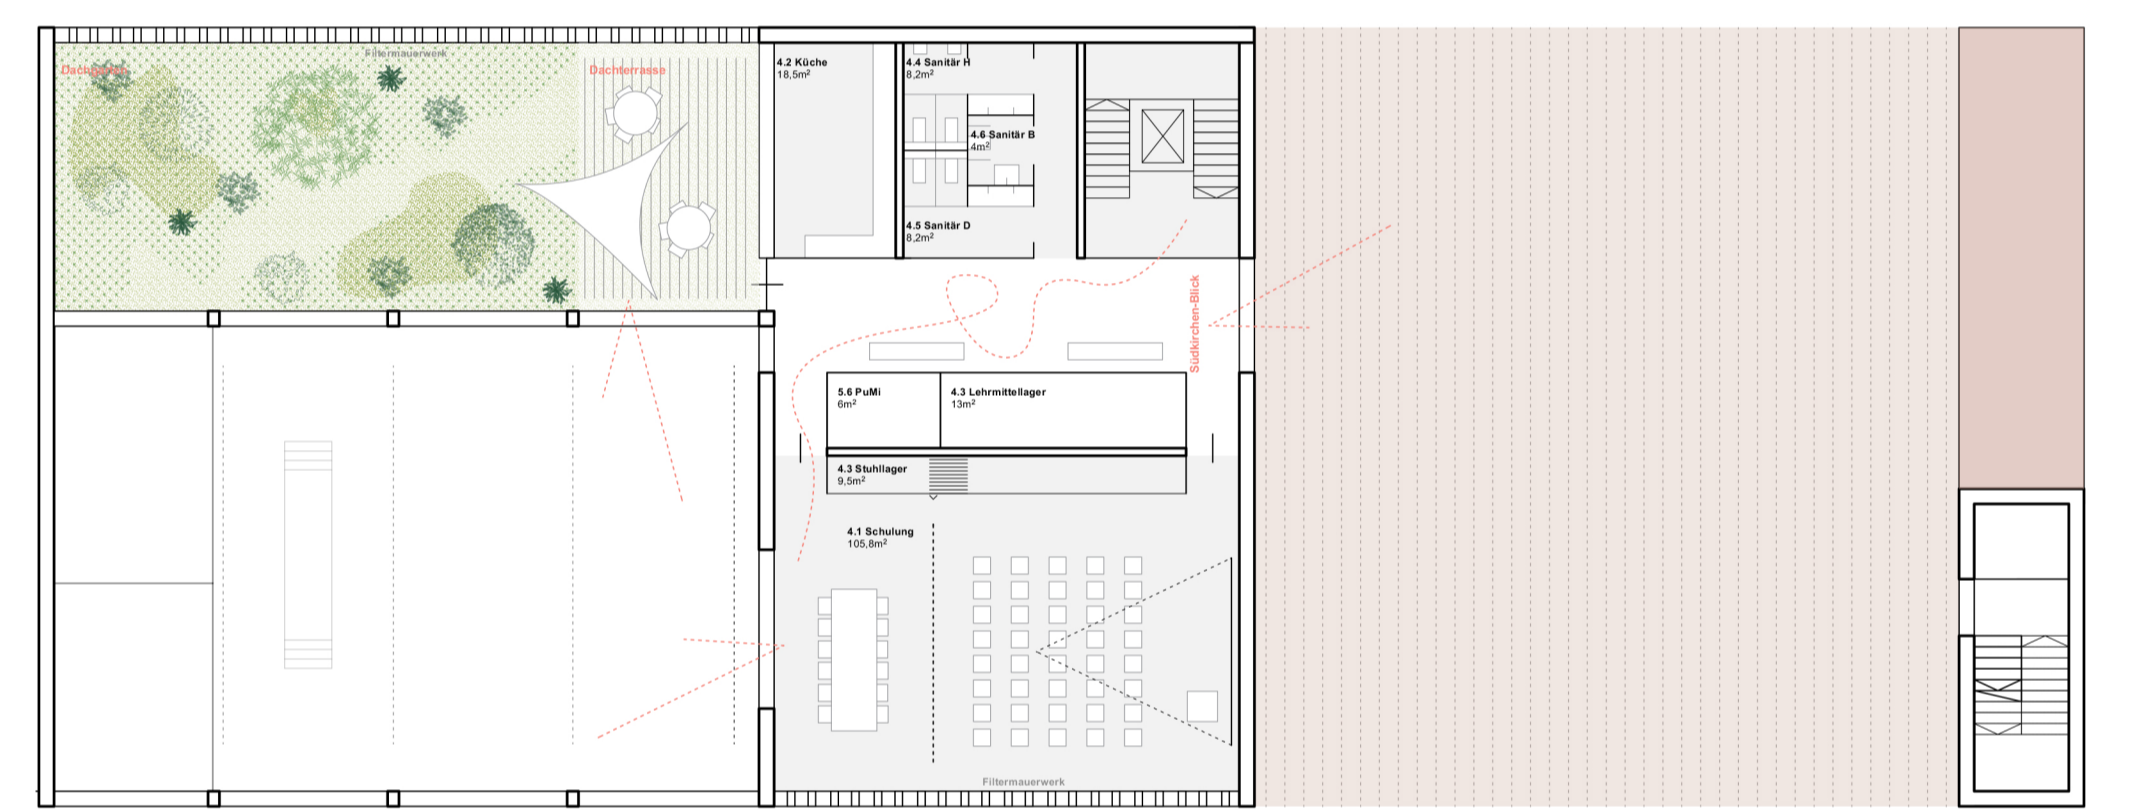 Filtermauerwerk
Dachgarten
Dachterrasse
4.2 Küche
18,5m²
4.4 Sanitär H
8,2m²
4.6 Sanitär B
4m²
4.5 Sanitär D
8,2m²
Südkirchen-Blick
5.6 PuMi
6m²
4.3 Lehrmittellager
13m²
4.3 Stuhllager
9,5m²
4.1 Schulung
105,8m²
Filtermauerwerk